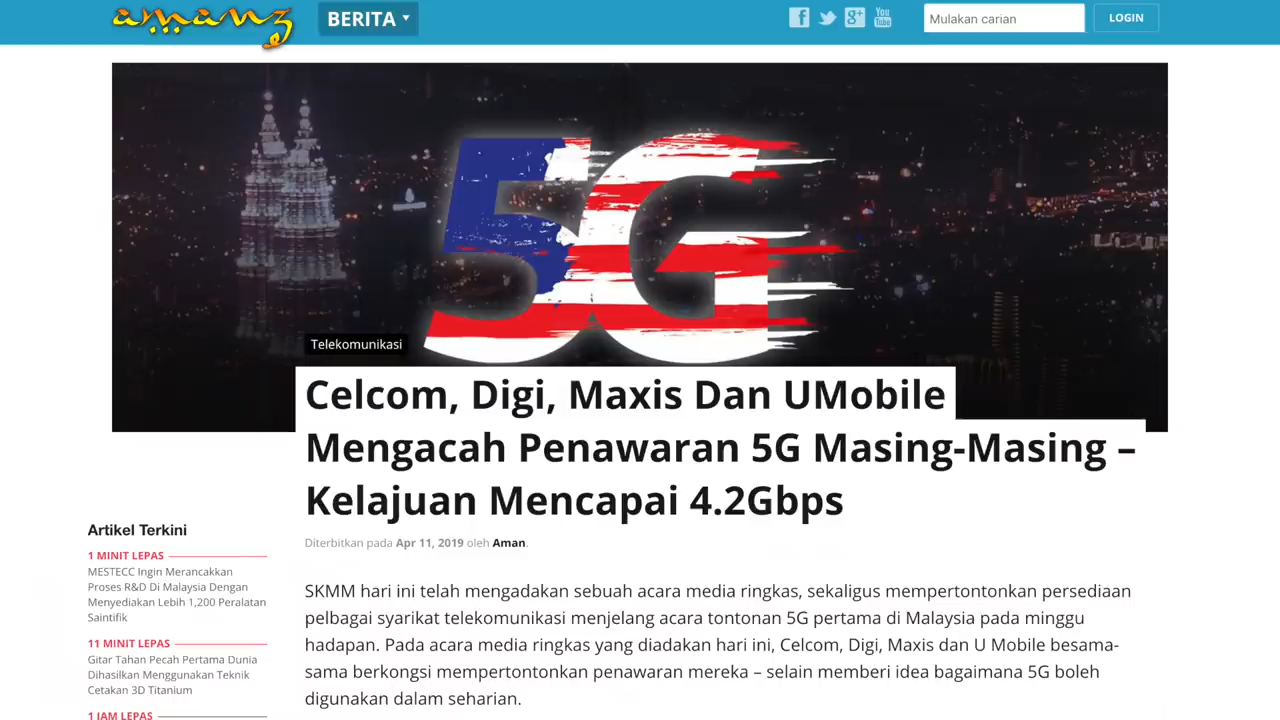 amanz
BERITA
Mulakan carian
LOGIN
You
Tube
5G
Telekomunikasi
Celcom, Digi, Maxis Dan UMobile
Mengacah Penawaran 5G Masing-Masing –
Kelajuan Mencapai 4.2Gbps
Diterbitkan pada Apr 11, 2019 oleh Aman.
SKMM hari ini telah mengadakan sebuah acara media ringkas, sekaligus mempertontonkan persediaan
pelbagai syarikat telekomunikasi menjelang acara tontonan 5G pertama di Malaysia pada minggu
hadapan. Pada acara media ringkas yang diadakan hari ini, Celcom, Digi, Maxis dan U Mobile besama-
sama berkongsi mempertontonkan penawaran mereka – selain memberi idea bagaimana 5G boleh
digunakan dalam seharian.
Artikel Terkini
1 MINIT LEPAS
MESTECC Ingin Merancakkan
Proses R&D Di Malaysia Dengan
Menyediakan Lebih 1,200 Peralatan
Saintifik
11 MINIT LEPAS
Gitar Tahan Pecah Pertama Dunia
Dihasilkan Menggunakan Teknik
Cetakan 3D Titanium
1 JAM LEPAS